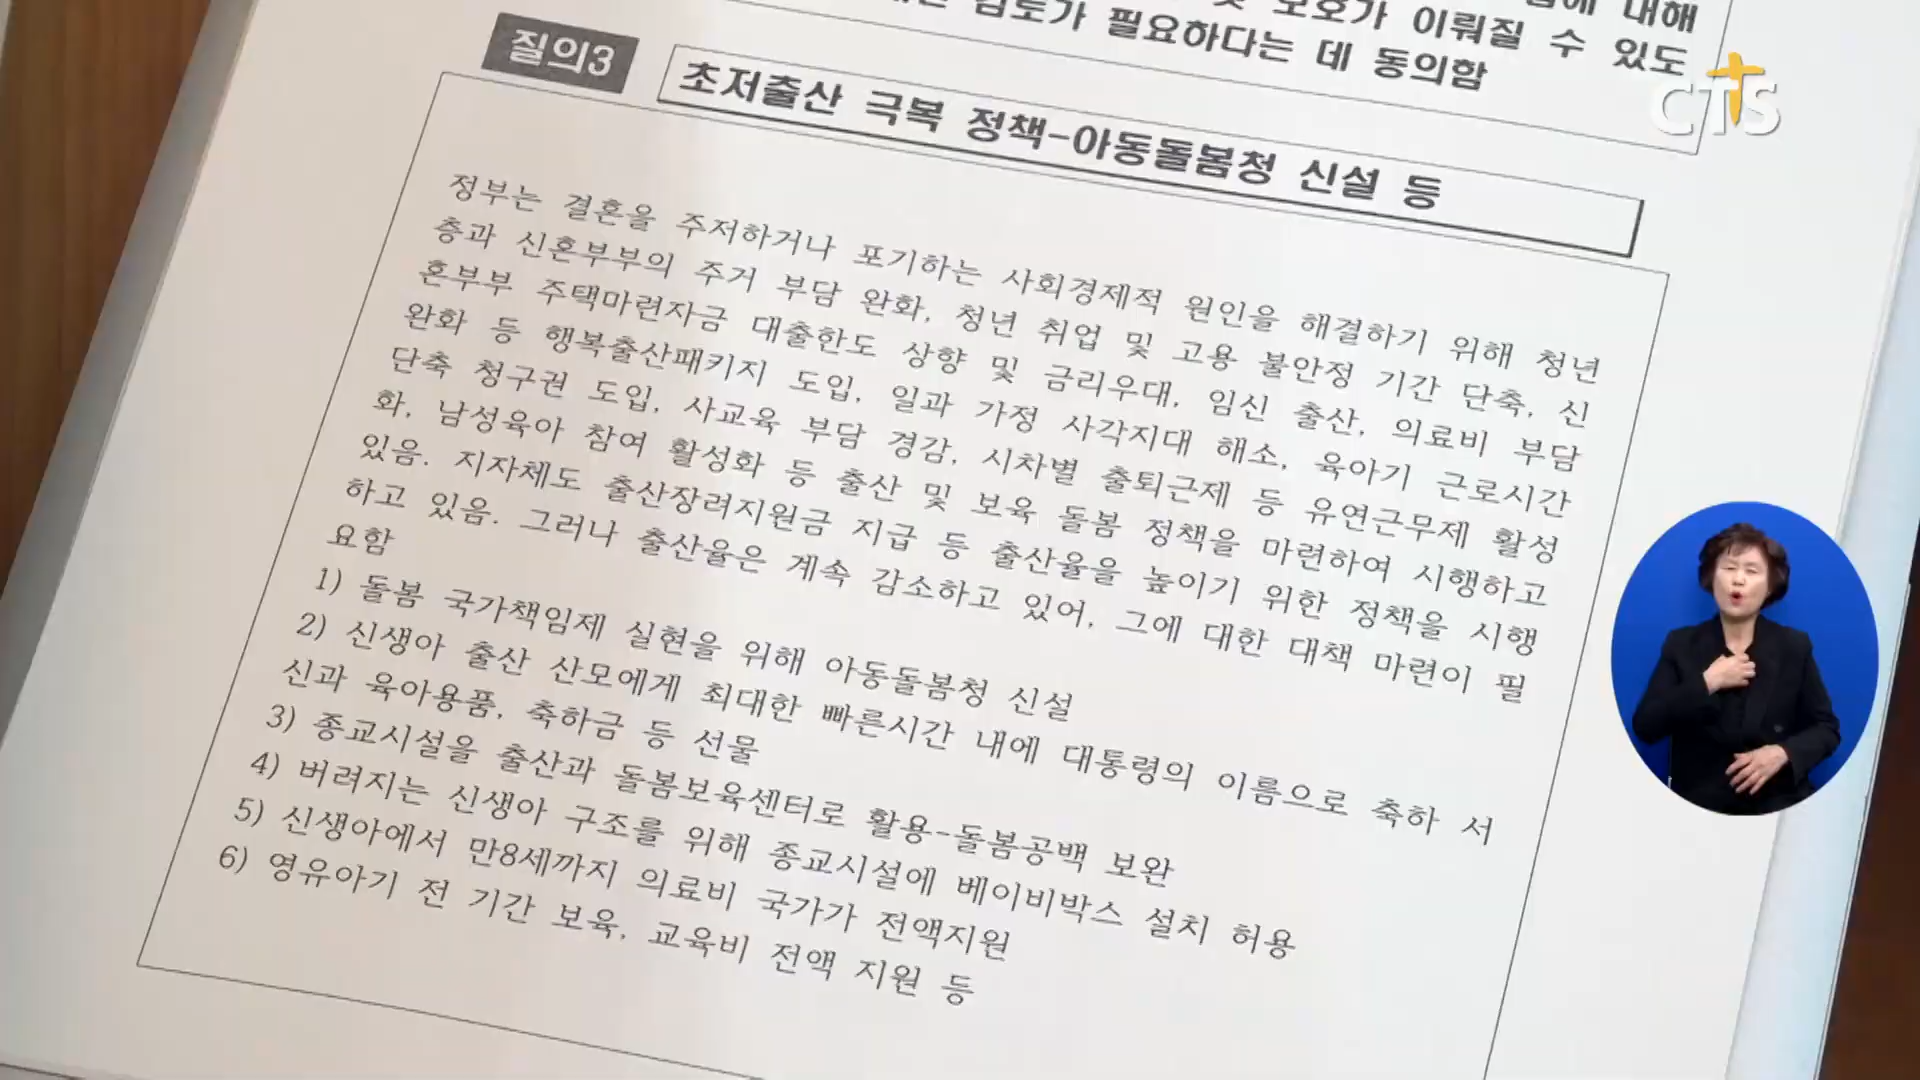 내해
보호가 이뤄질 수 있도
검토가 필요하다는 데 동의함
CTS
질의3
초저출산 극복 정책-아동돌봄청 신설 등
정부는 결혼을 주저하거나 포기하는 사회경제적 원인을 해결하기 위해 청년
층과 신혼부부의 주거 부담 완화, 청년 취업 및 고용 불안정 기간 단축, 신
혼부부 주택마련자금 대출한도 상향 및 금리우대, 임신 출산, 의료비 부담
완화 등 행복출산패키지 도입, 일과 가정 사각지대 해소, 육아기 근로시간
단축 청구권 도입, 사교육 부담 경감, 시차별 출퇴근제 등 유연근무제 활성
화, 남성육아 참여 활성화 등 출산 및 보육 돌봄 정책을 마련하여 시행하고
있음. 지자체도 출산장려지원금 지급 등 출산율을 높이기 위한 정책을 시행
하고 있음. 그러나 출산율은 계속 감소하고 있어, 그에 대한 대책 마련이 필
요함
1) 돌봄 국가책임제 실현을 위해 아동돌봄청 신설
2) 신생아 출산 산모에게 최대한 빠른시간 내에 대통령의 이름으로 축하 서
신과 육아용품, 축하금 등 선물
3) 종교시설을 출산과 돌봄보육센터로 활용-돌봄공백 보완
4) 버려지는 신생아 구조를 위해 종교시설에 베이비박스 설치 허용
5) 신생아에서 만8세까지 의료비 국가가 전액지원
6) 영유아기 전 기간 보육, 교육비 전액 지원 등